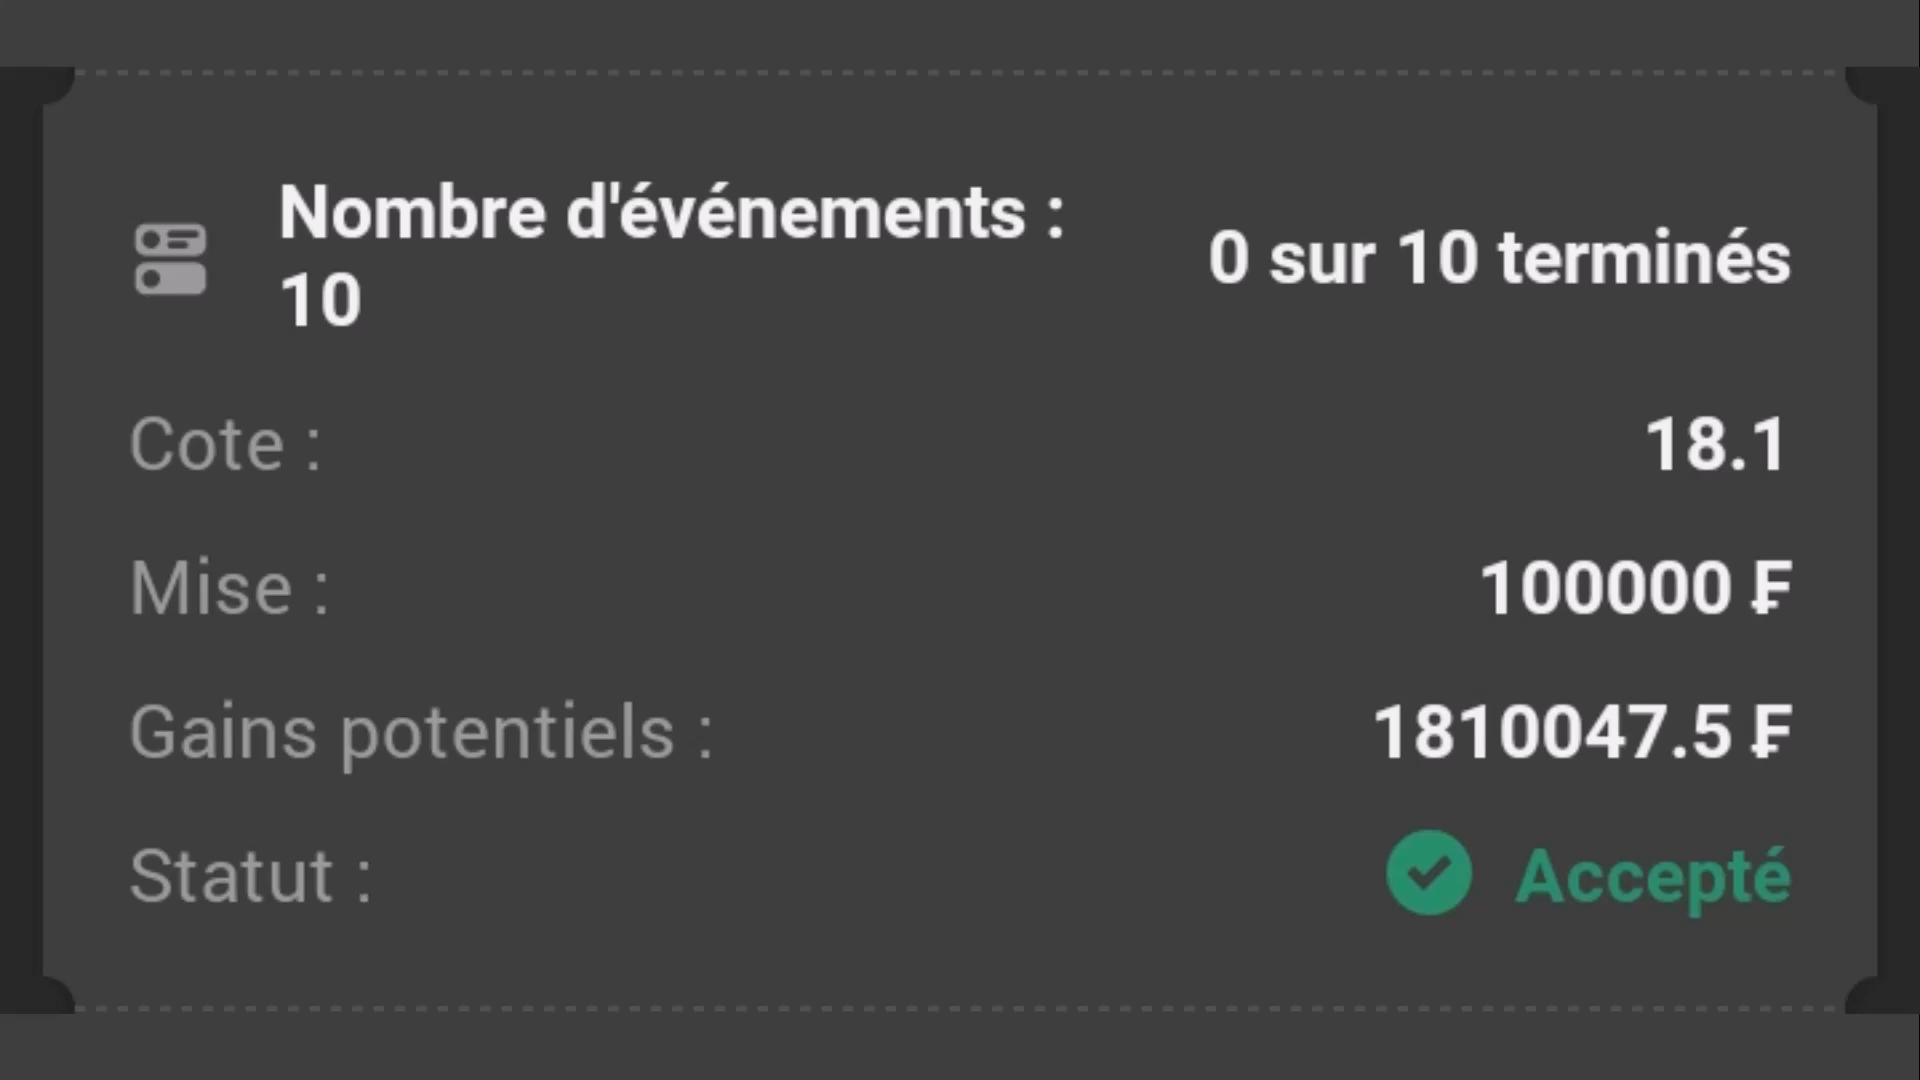 Nombre d'événements :
10
0 sur 10 terminés
Cote :
18.1
Mise :
100000 ₣
Gains potentiels :
1810047.5 ₣
Statut :
Accepté